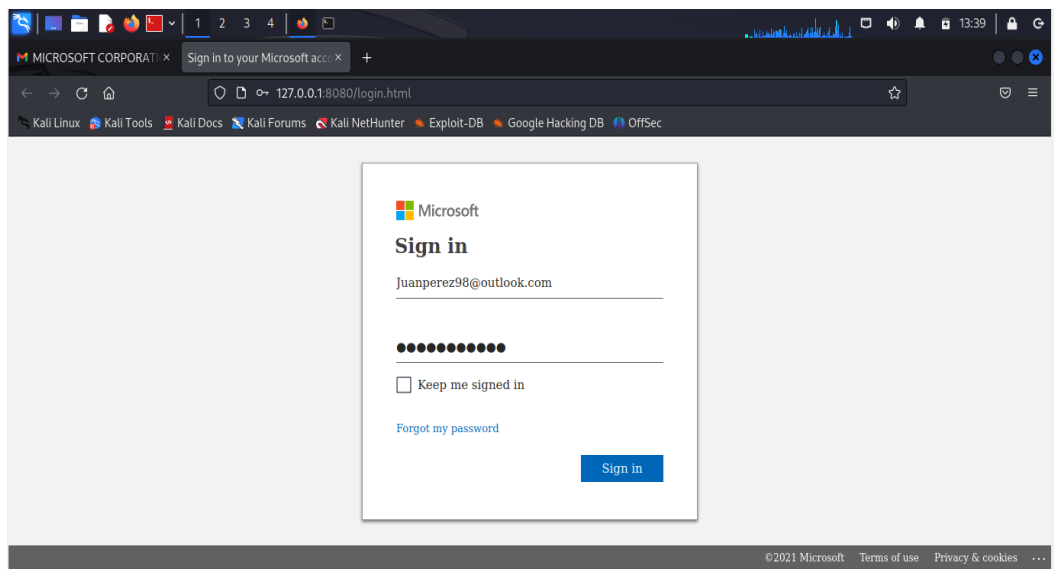 1 2 3 4 13:39
MICROSOFT CORPORATI × Sign in to your Microsoft acco × +
127.0.0.1:8080/login.html
Kali Linux Kali Tools Kali Docs Kali Forums Kali NetHunter Exploit-DB Google Hacking DB OffSec
Microsoft
Sign in
Juanperez98@outlook.com
●●●●●●●●●●●
Keep me signed in
Forgot my password
Sign in
©2021 Microsoft Terms of use Privacy & cookies ...